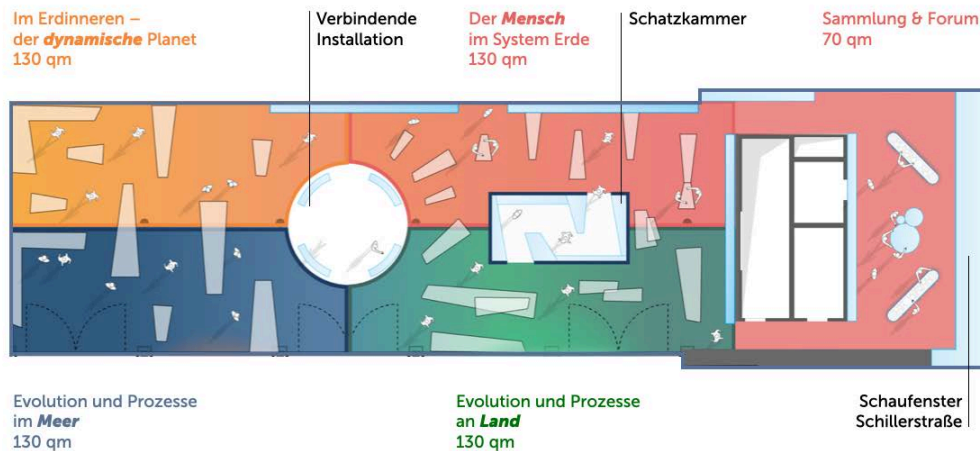 Im Erdinneren –
der dynamische Planet
130 qm
Verbindende
Installation
Der Mensch
im System Erde
130 qm
Schatzkammer
Sammlung & Forum
70 qm
Evolution und Prozesse
im Meer
130 qm
Evolution und Prozesse
an Land
130 qm
Schaufenster
Schillerstraße